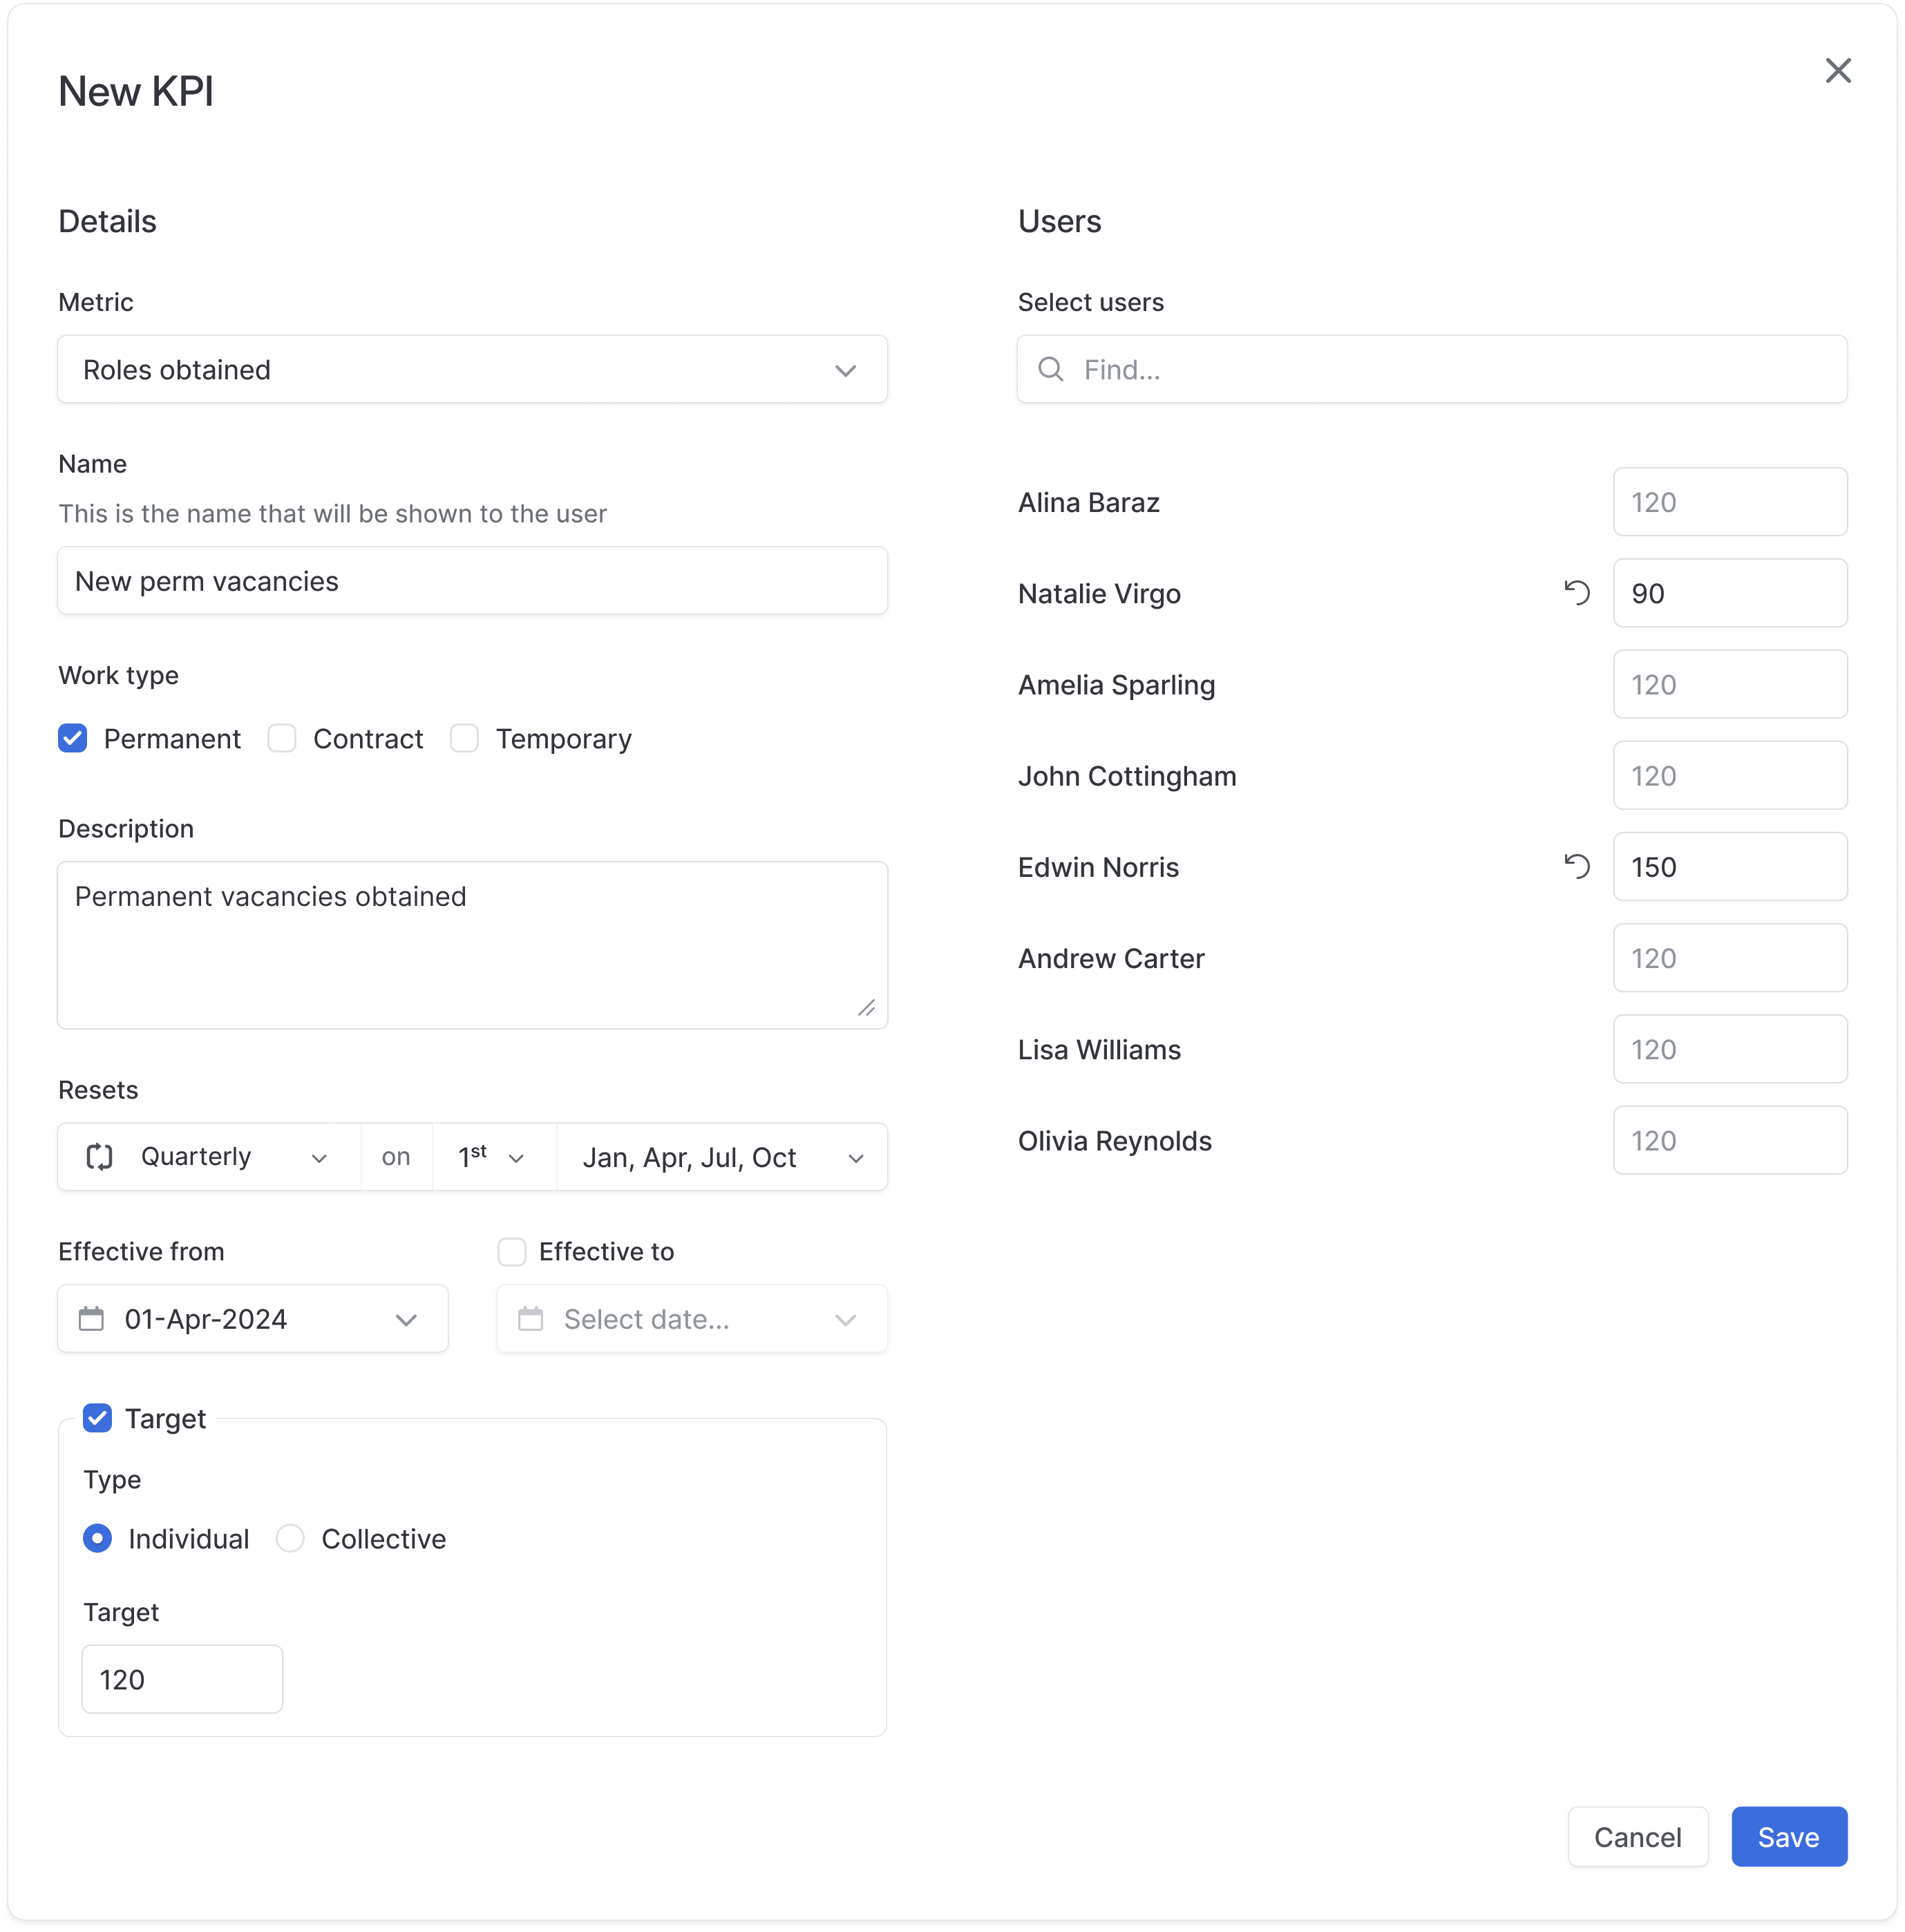 New KPI
Details
Metric
Roles obtained
Name
This is the name that will be shown to the user
New perm vacancies
Work type
Permanent Contract Temporary
Description
Permanent vacancies obtained
Resets
Quarterly on 1st Jan, Apr, Jul, Oct
Effective from Effective to
01-Apr-2024 Select date...
Target
Type
Individual Collective
Target
120
Users
Select users
Find...
Alina Baraz 120
Natalie Virgo 90
Amelia Sparling 120
John Cottingham 120
Edwin Norris 150
Andrew Carter 120
Lisa Williams 120
Olivia Reynolds 120
Cancel Save